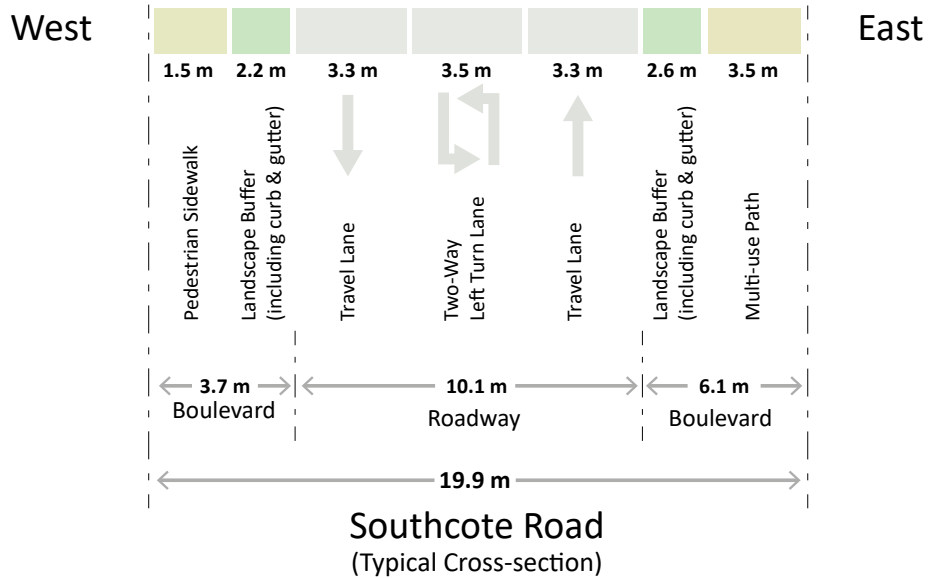 West
East
1.5 m
2.2 m
3.3 m
3.5 m
3.3 m
2.6 m
3.5 m
Pedestrian Sidewalk
Landscape Buffer
(including curb & gutter)
Travel Lane
Two-Way
Left Turn Lane
Travel Lane
Landscape Buffer
(including curb & gutter)
Multi-use Path
3.7 m
Boulevard
10.1 m
Roadway
6.1 m
Boulevard
19.9 m
Southcote Road
(Typical Cross-section)